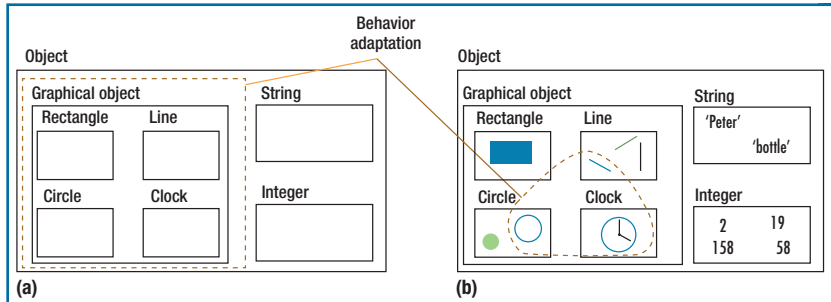 Behavior
adaptation
Object
Graphical object
Rectangle
Line
String
Circle
Clock
Integer
(a)
Object
Graphical object
Rectangle
Line
String
‘Peter’
‘bottle’
Circle
Clock
Integer
2 19
158 58
(b)